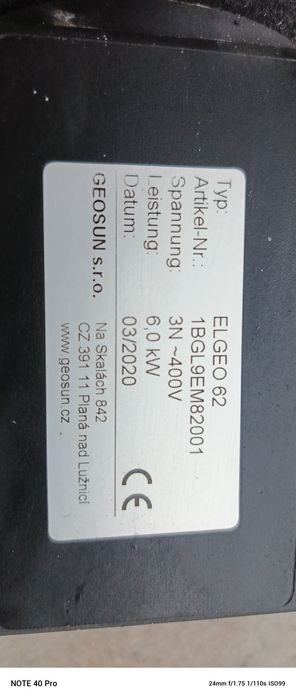 Typ: ELGEO 62
Artikel-Nr.: 1BGL9EM82001
Spannung: 3N ~400V
Leistung: 6,0 kW
Datum: 03/2020
CE
GEOSUN s.r.o. Na Skalách 842
CZ 391 11 Planá nad Lužnicí
www.geosun.cz
NOTE 40 Pro
24mm f/1.75 1/110s ISO99